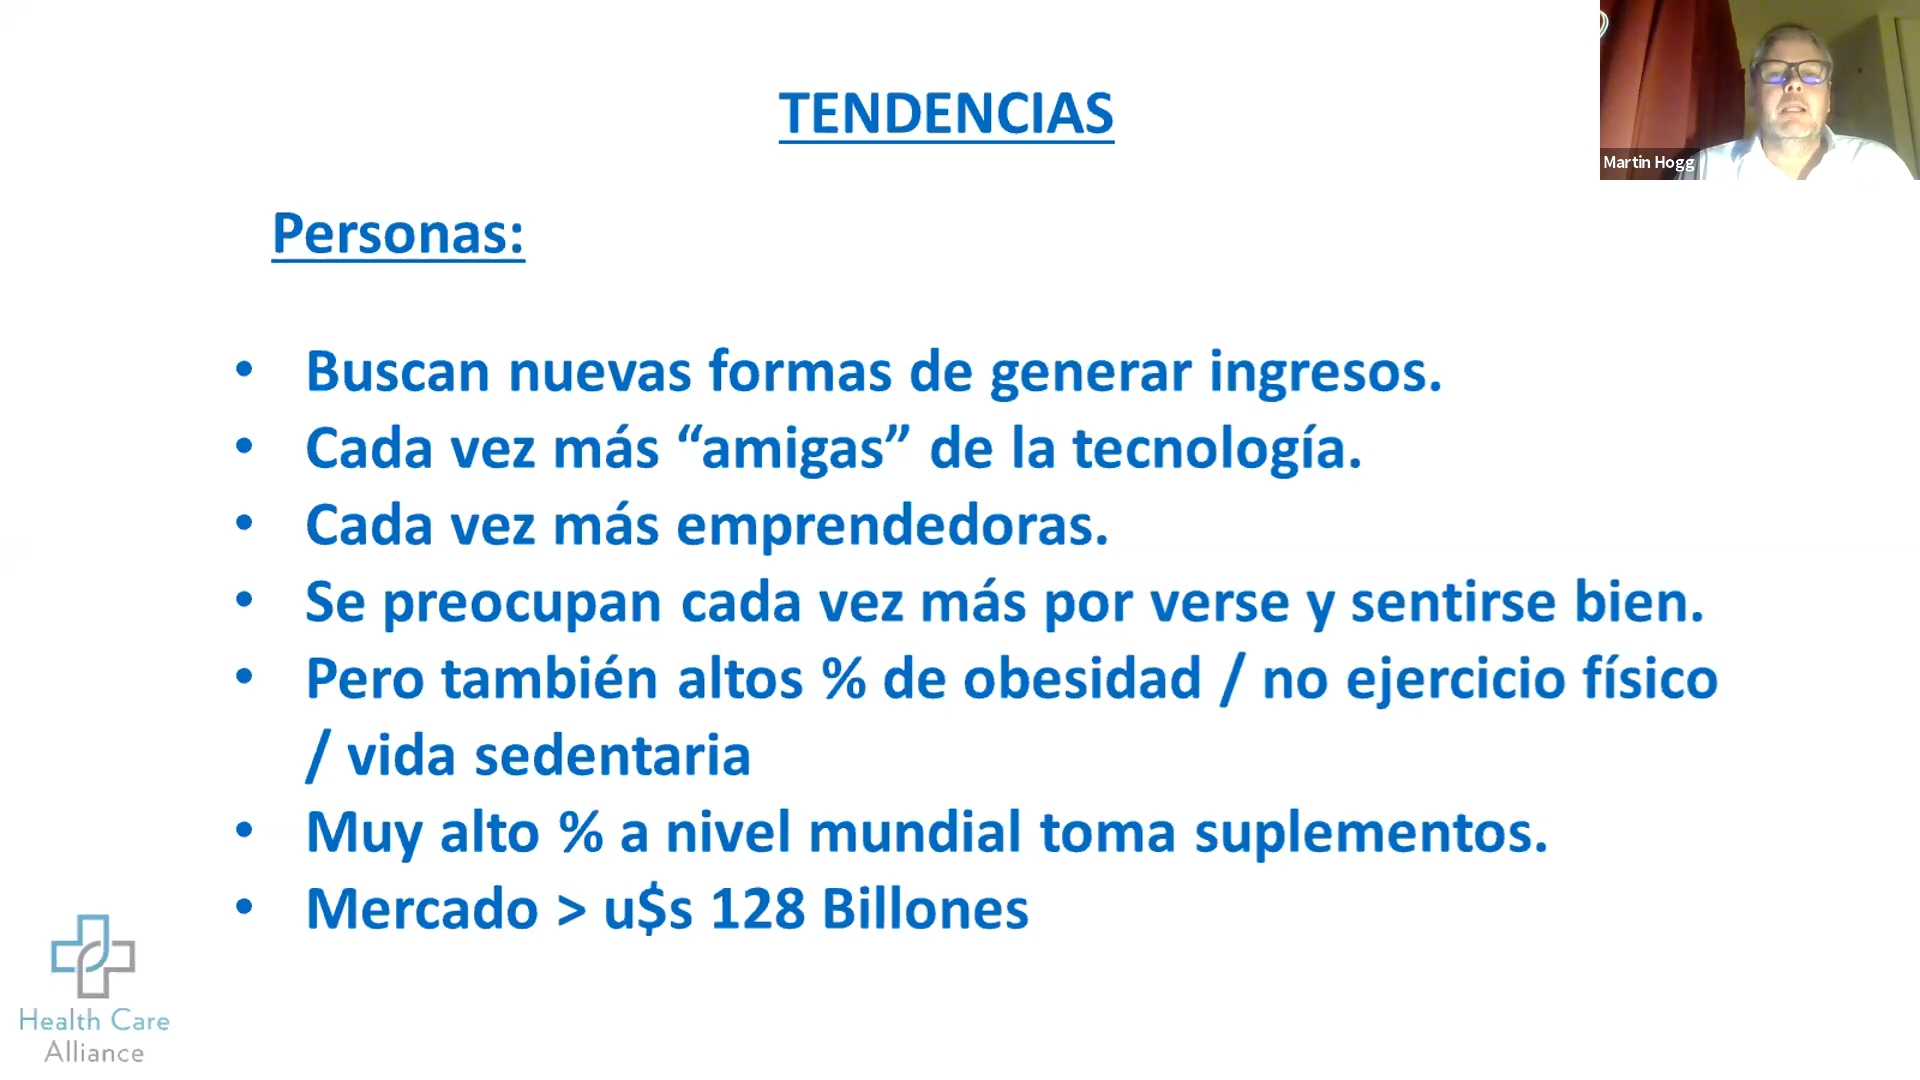 TENDENCIAS
Martin Hogg
Personas:
• Buscan nuevas formas de generar ingresos.
• Cada vez más “amigas” de la tecnología.
• Cada vez más emprendedoras.
• Se preocupan cada vez más por verse y sentirse bien.
• Pero también altos % de obesidad / no ejercicio físico
/ vida sedentaria
• Muy alto % a nivel mundial toma suplementos.
• Mercado > u$s 128 Billones
Health Care
Alliance